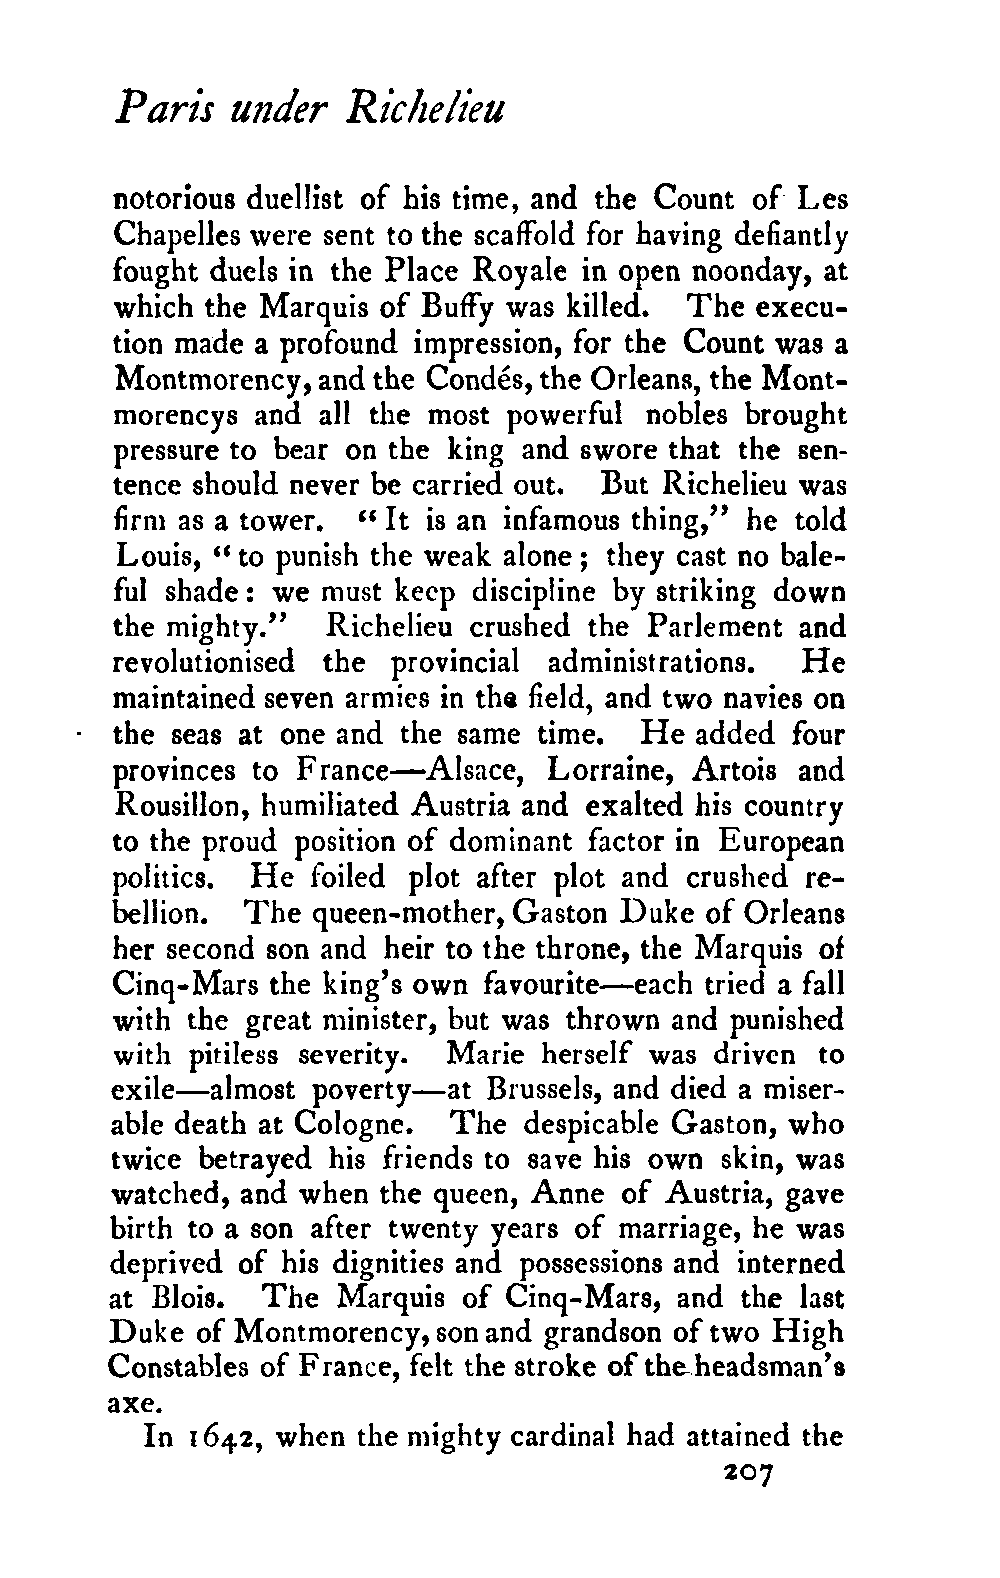 Paris under Richelieu
notorious duellist of his time, and the Count of Les
Chapelles were sent to the scaffold for having defiantly
fought duels in the Place Royale in open noonday, at
which the Marquis of Buffy was killed. The execu-
tion made a profound impression, for the Count was a
Montmorency, and the Condés, the Orleans, the Mont-
morencys and all the most powerful nobles brought
pressure to bear on the king and swore that the sen-
tence should never be carried out. But Richelieu was
firm as a tower. “It is an infamous thing,” he told
Louis, “to punish the weak alone; they cast no bale-
ful shade: we must keep discipline by striking down
the mighty.” Richelieu crushed the Parlement and
revolutionised the provincial administrations. He
maintained seven armies in the field, and two navies on
the seas at one and the same time. He added four
provinces to France—Alsace, Lorraine, Artois and
Rousillon, humiliated Austria and exalted his country
to the proud position of dominant factor in European
politics. He foiled plot after plot and crushed re-
bellion. The queen-mother, Gaston Duke of Orleans
her second son and heir to the throne, the Marquis of
Cinq-Mars the king’s own favourite—each tried a fall
with the great minister, but was thrown and punished
with pitiless severity. Marie herself was driven to
exile—almost poverty—at Brussels, and died a miser-
able death at Cologne. The despicable Gaston, who
twice betrayed his friends to save his own skin, was
watched, and when the queen, Anne of Austria, gave
birth to a son after twenty years of marriage, he was
deprived of his dignities and possessions and interned
at Blois. The Marquis of Cinq-Mars, and the last
Duke of Montmorency, son and grandson of two High
Constables of France, felt the stroke of the headsman’s
axe.
In 1642, when the mighty cardinal had attained the
207